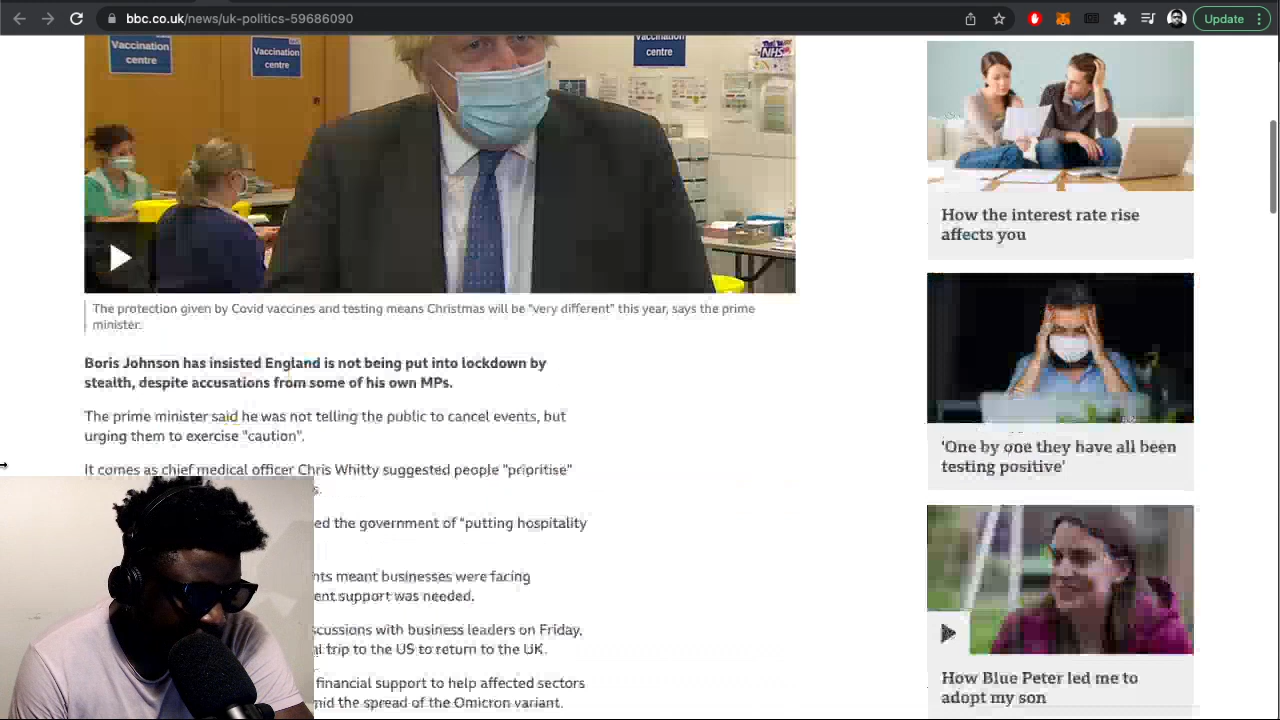 bbc.co.uk/news/uk-politics-59686090
Update
Vaccination
centre
Vaccination
centre
centre
NHS
The protection given by Covid vaccines and testing means Christmas will be "very different" this year, says the prime
minister.
Boris Johnson has insisted England is not being put into lockdown by
stealth, despite accusations from some of his own MPs.
The prime minister said he was not telling the public to cancel events, but
urging them to exercise "caution".
It comes as chief medical officer Chris Whitty suggested people "prioritise"
s.
ed the government of "putting hospitality
nts meant businesses were facing
ent support was needed.
scussions with business leaders on Friday,
al trip to the US to return to the UK.
financial support to help affected sectors
mid the spread of the Omicron variant.
How the interest rate rise
affects you
'One by one they have all been
testing positive'
How Blue Peter led me to
adopt my son